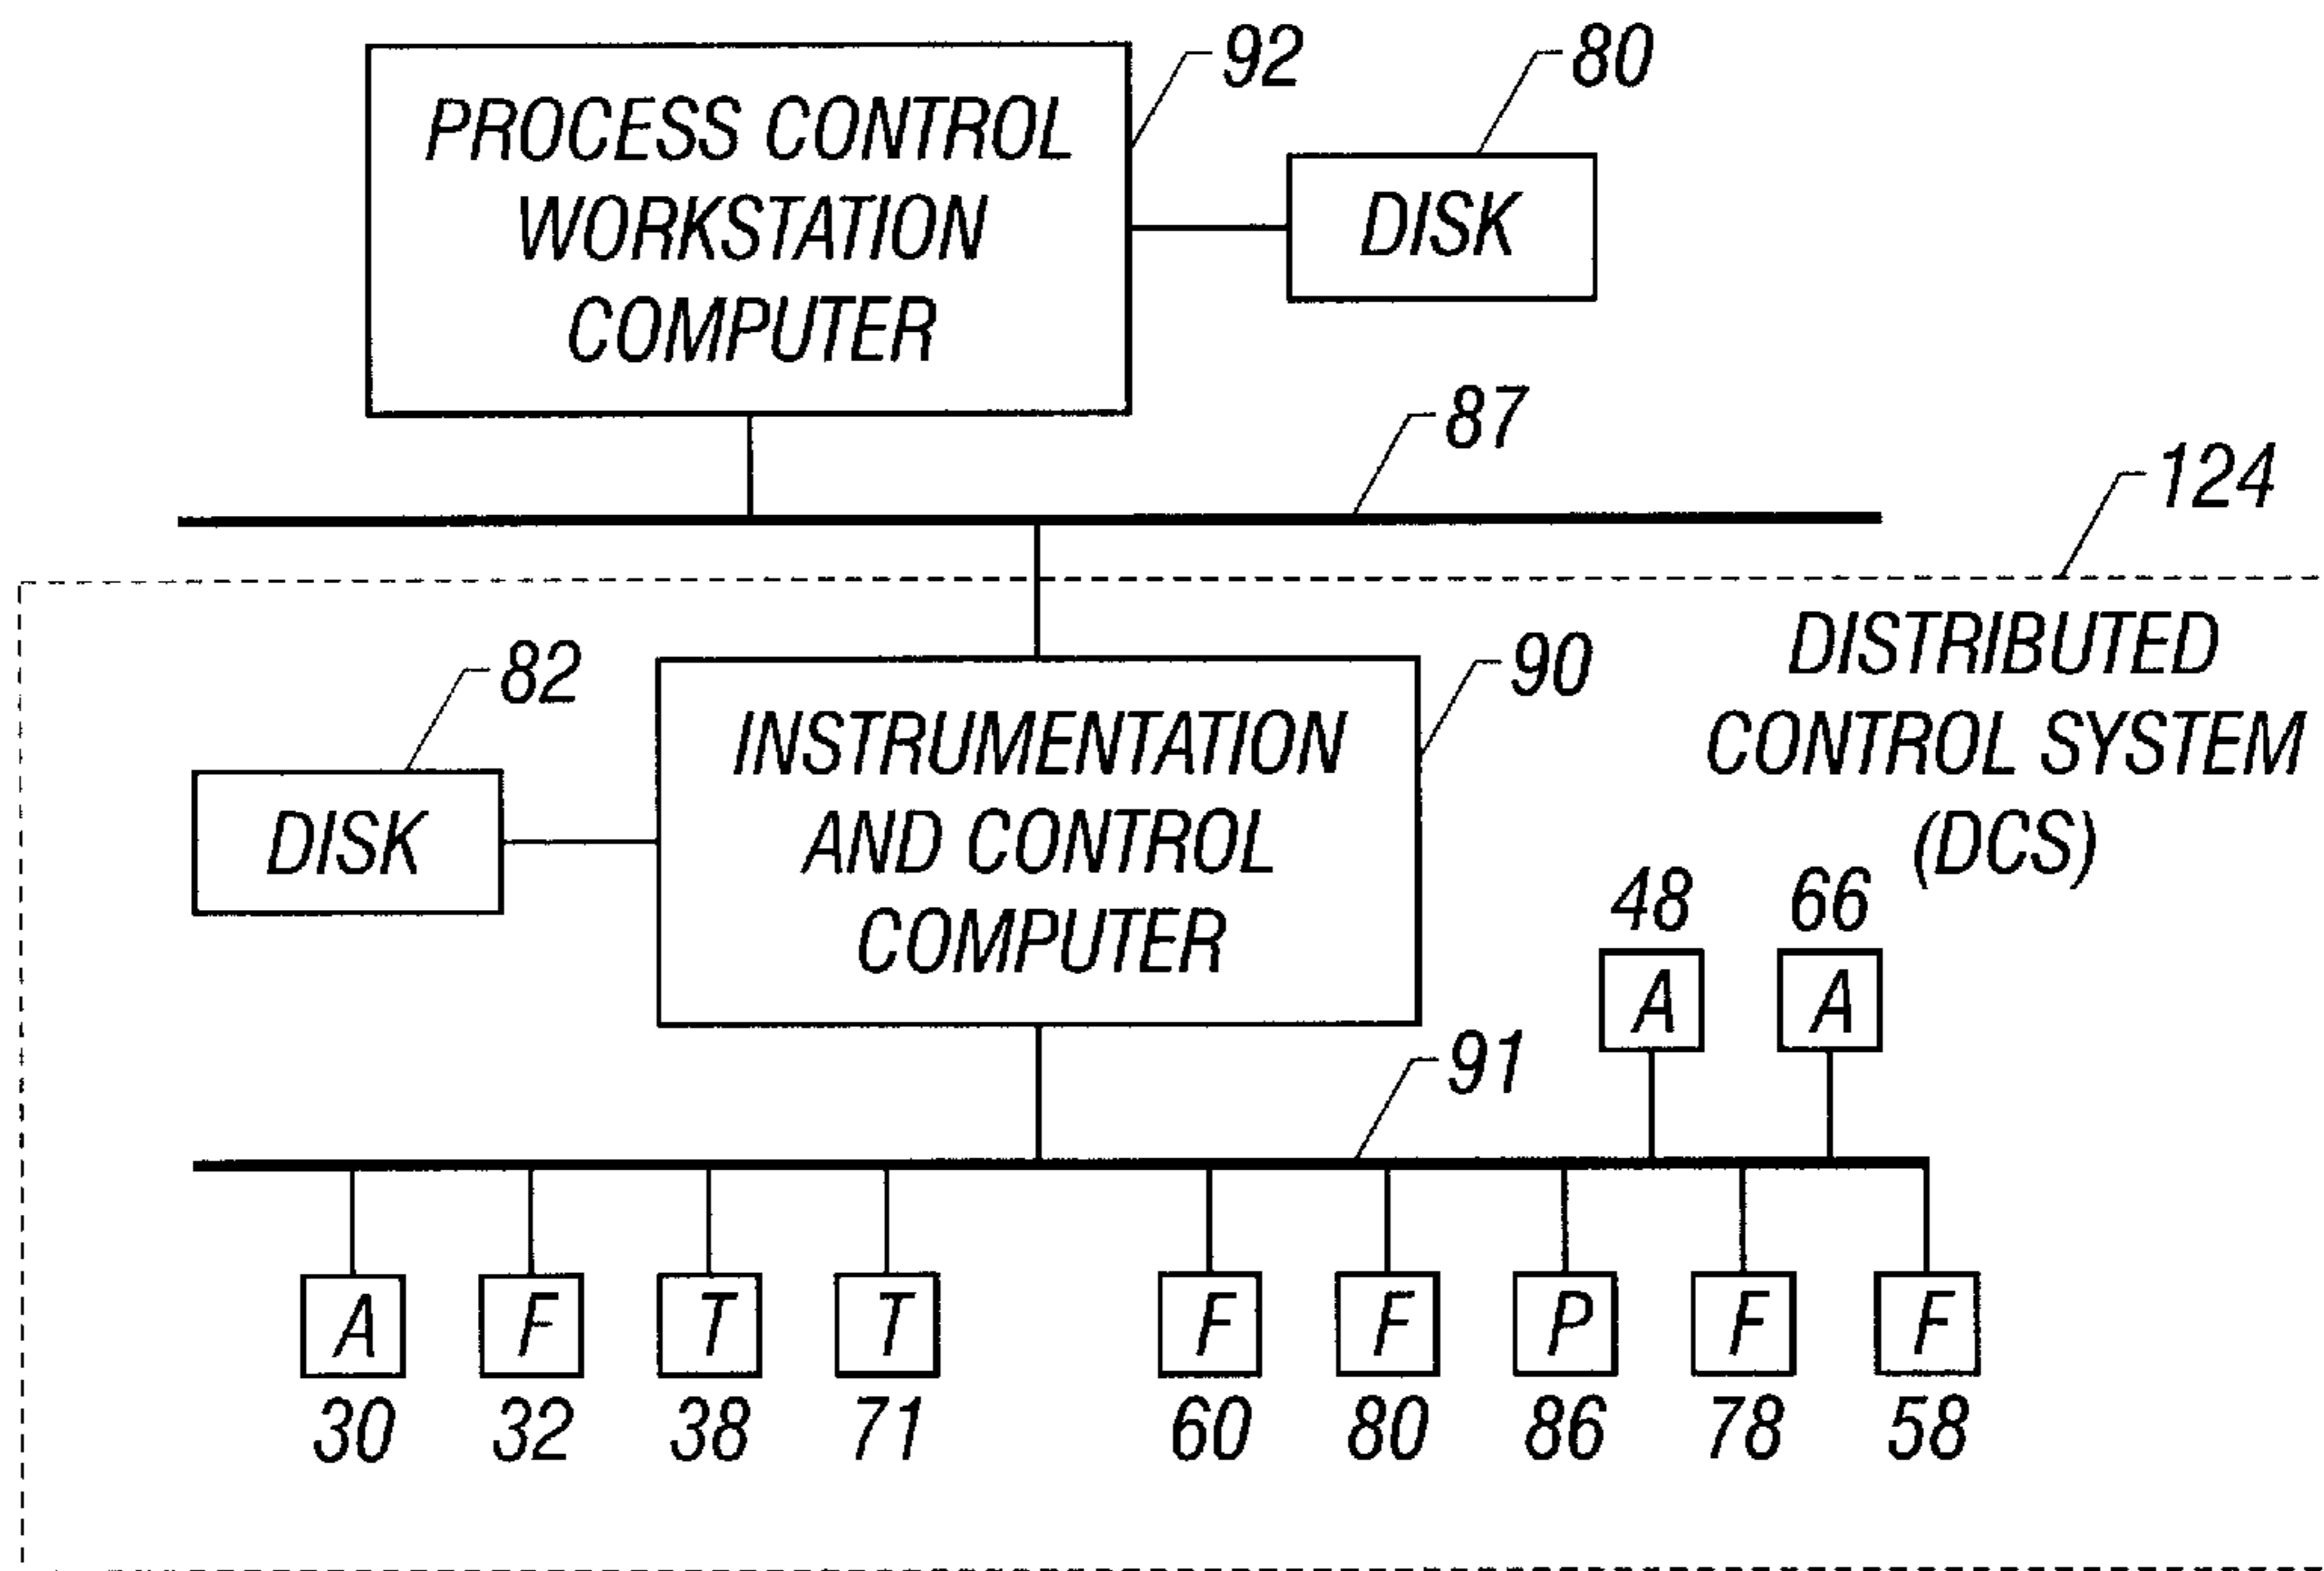 92
80
PROCESS CONTROL
WORKSTATION
COMPUTER
DISK
87
124
DISTRIBUTED
CONTROL SYSTEM
(DCS)
82
90
DISK
INSTRUMENTATION
AND CONTROL
COMPUTER
48 66
A A
91
A F T T F F P F F
30 32 38 71 60 80 86 78 58